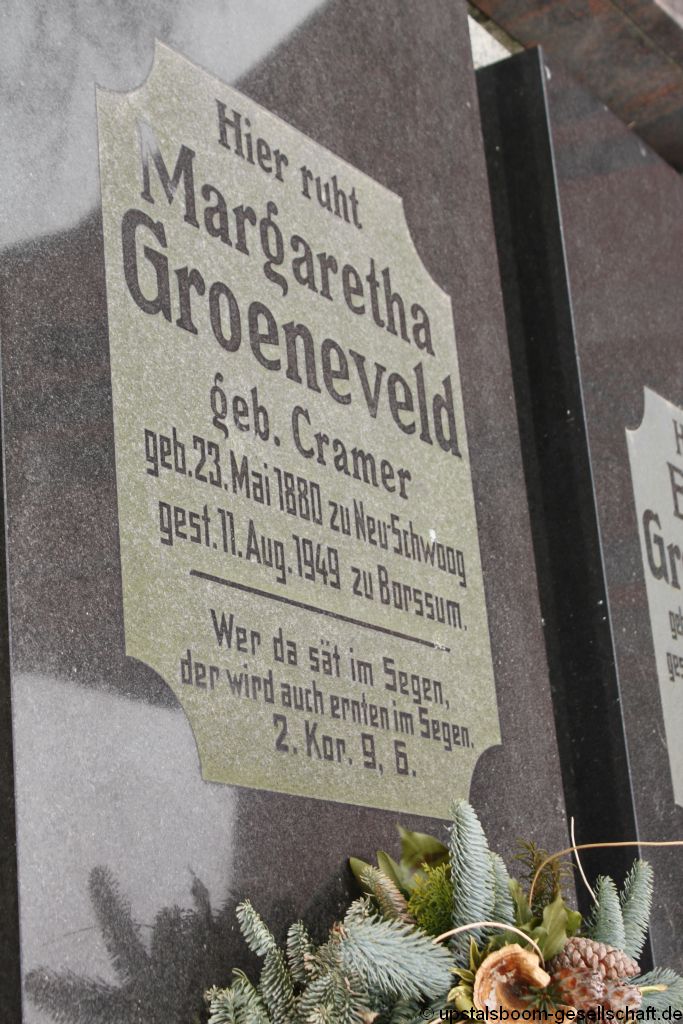 Hier ruht
Margaretha
Groeneveld
geb. Cramer
geb. 23. Mai 1880 zu Neu-Schwoog
gest. 11. Aug. 1949 zu Borssum.
Wer da sät im Segen,
der wird auch ernten im Segen.
2. Kor. 9, 6.
© upstalsboom-gesellschaft.de